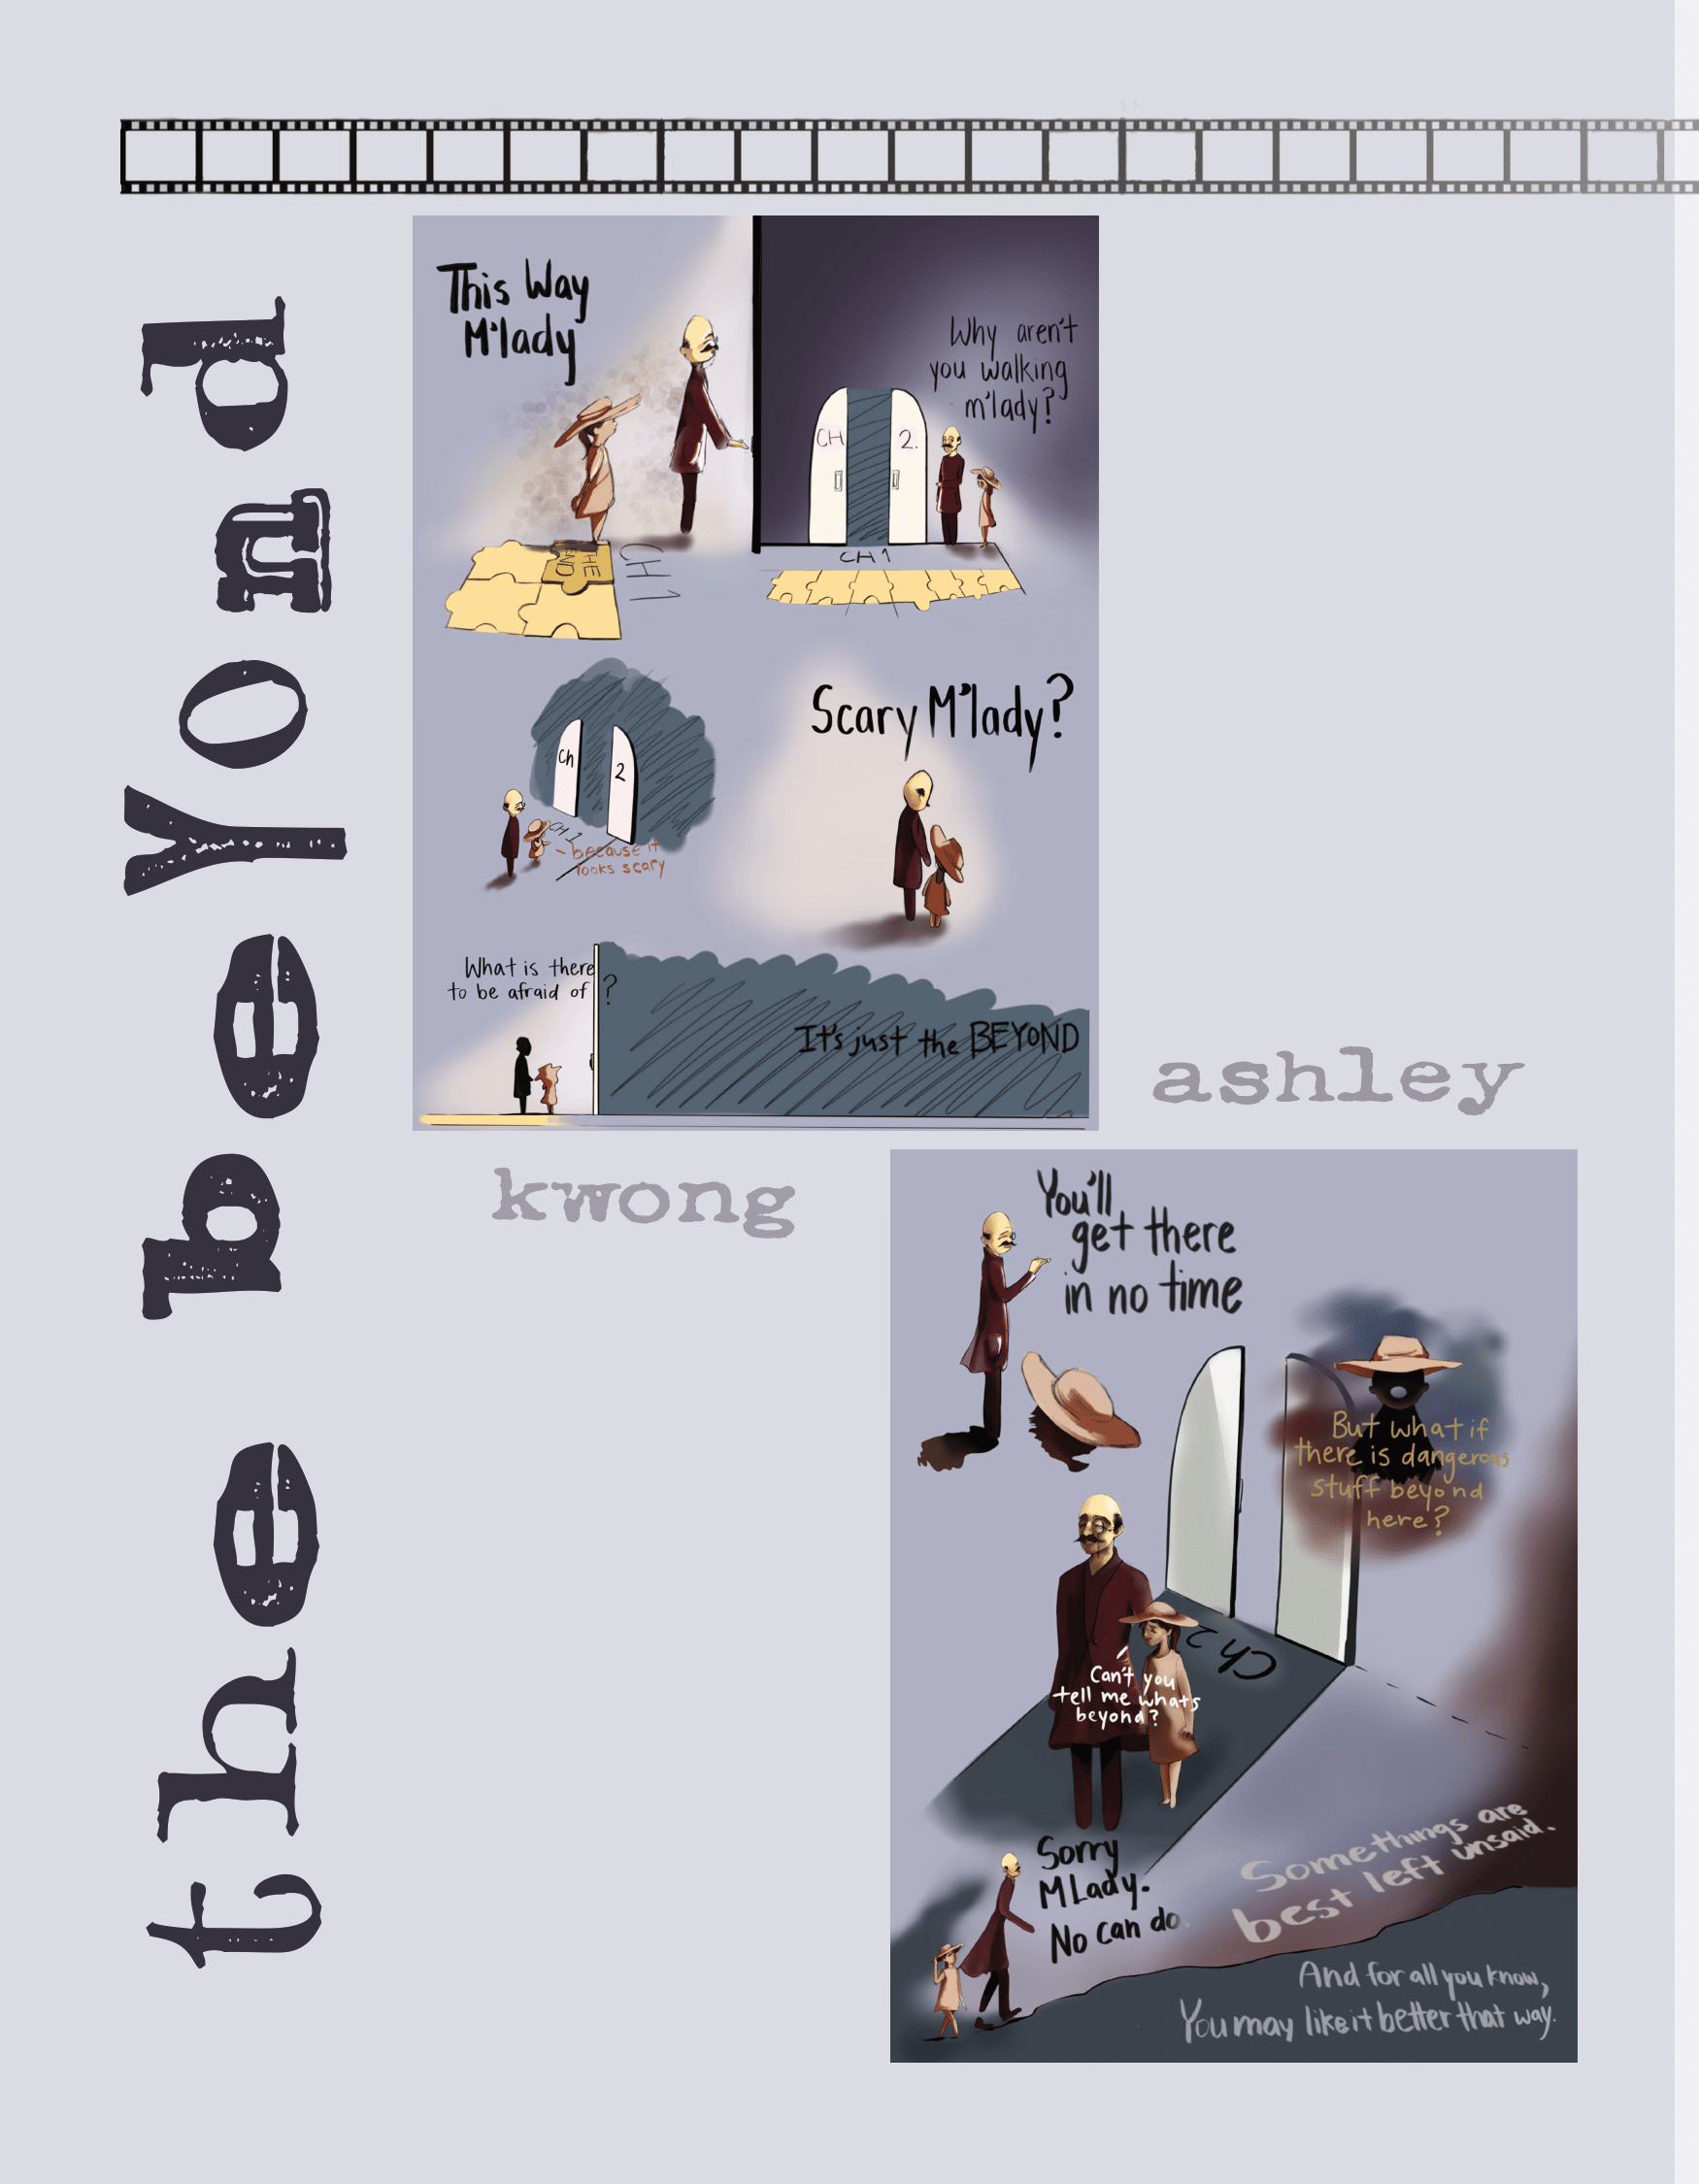 the beYOnd
This Way
M'lady
THE
END
CH 1
Why aren't
you walking
m'lady?
CH 2.
CH 1
Ch 2
CH 1
- because it
looks scary
Scary M'lady?
What is there
to be afraid of ?
It's just the BEYOND
ashley
kwong
You'll
get there
in no time
But what if
there is dangerous
stuff beyond
here?
Ch 2
Can't you
tell me whats
beyond?
Sorry
M Lady.
No can do.
Somethings are
best left unsaid.
And for all you know,
You may like it better that way.